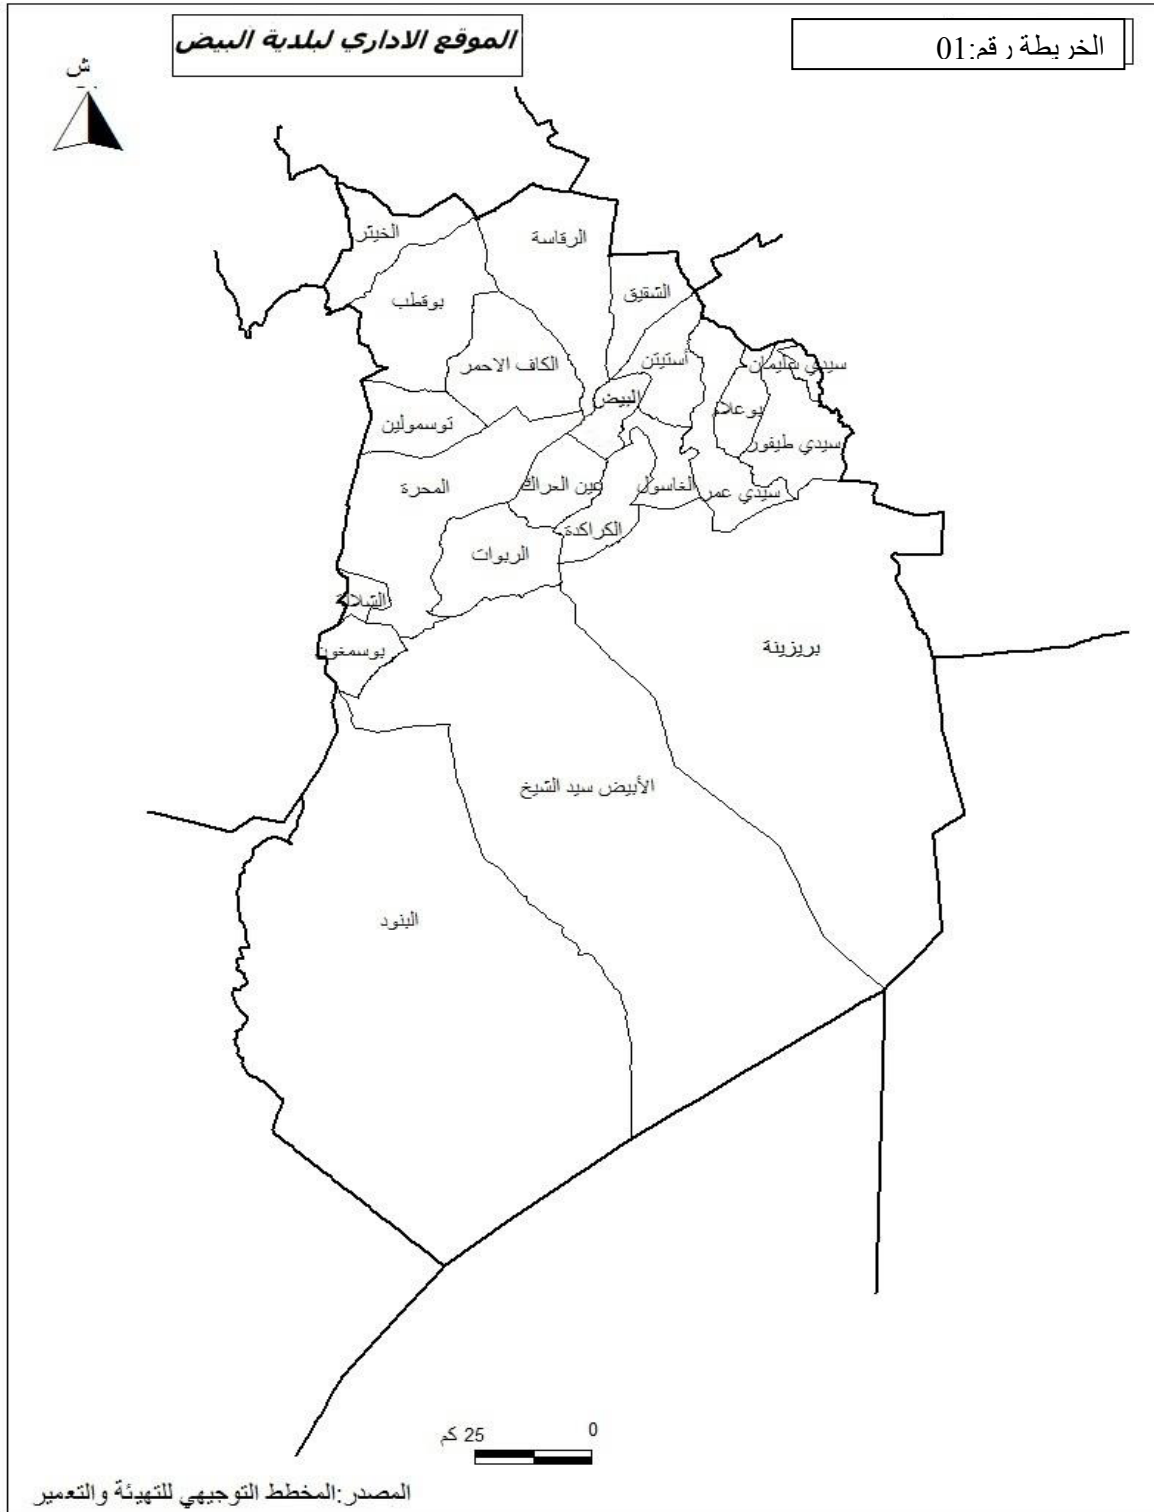 الخريطة رقم:01
الموقع الاداري لبلدية البيض
ش
الرقاسة
الخيثر
الشقيق
بوقطب
أستيتن
الكاف الاحمر
سيدي سليمان
البيض
بوعلام
توسمولين
سيدي طيفور
المحرة
عين العراك
الغاسول
سيدي عمر
الكراكدة
الربوات
الشلالة
بوسمغون
بريزينة
الأبيض سيد الشيخ
البنود
25 كم
0
المصدر:المخطط التوجيهي للتهيئة والتعمير